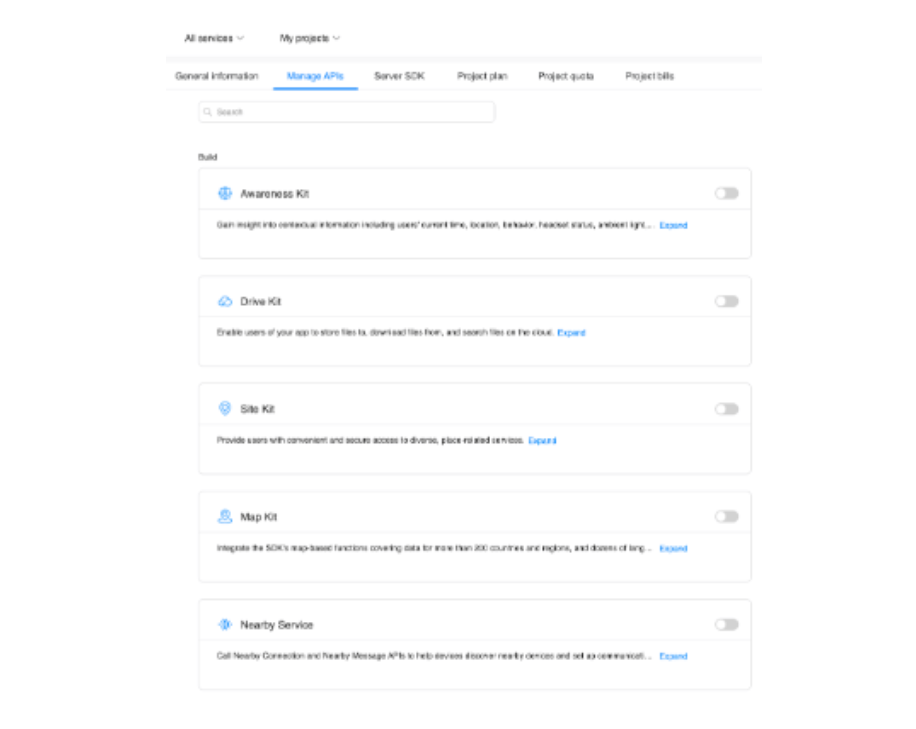 All services
My projects
General information
Manage APIs
Server SDK
Project plan
Project quota
Project bills
Search
Build
Awareness Kit
Gain insight into contextual information including users' current time, location, behavior, headset status, ambient light,... Expand
Drive Kit
Enable users of your app to store files to, download files from, and search files on the cloud. Expand
Site Kit
Provide users with convenient and secure access to diverse, place-related services. Expand
Map Kit
Integrate the SDK's map-based functions covering data for more than 200 countries and regions, and dozens of lang... Expand
Nearby Service
Call Nearby Connection and Nearby Message APIs to help devices discover nearby devices and set up communicati... Expand